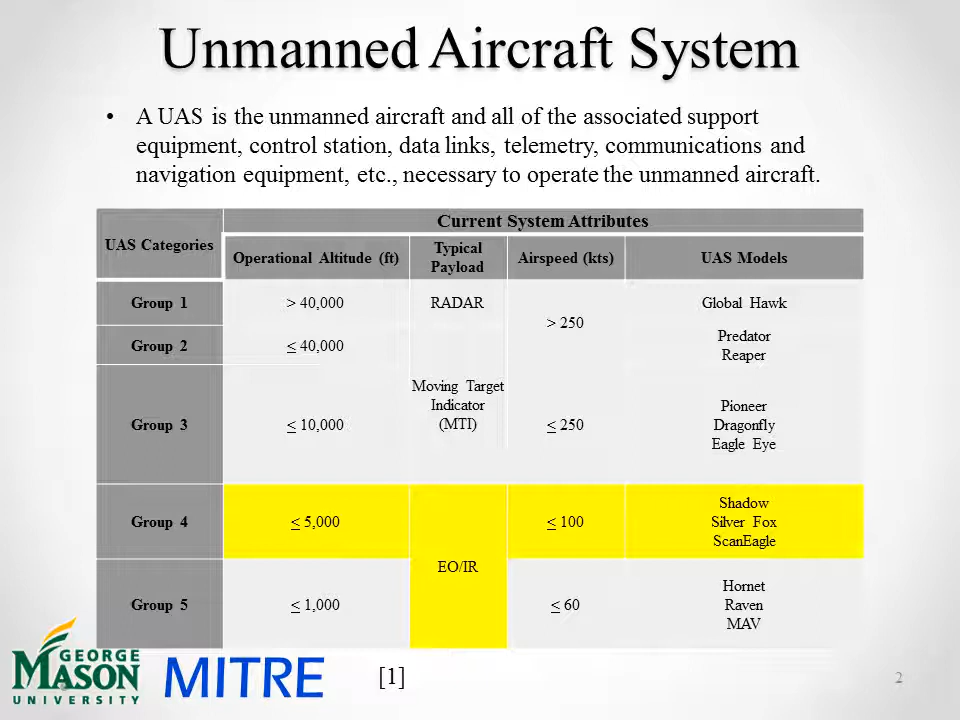 Unmanned Aircraft System
• A UAS is the unmanned aircraft and all of the associated support
equipment, control station, data links, telemetry, communications and
navigation equipment, etc., necessary to operate the unmanned aircraft.
UAS Categories
Current System Attributes
Operational Altitude (ft)
Typical
Payload
Airspeed (kts)
UAS Models
Group 1
> 40,000
RADAR
> 250
Global Hawk
Group 2
≤ 40,000
Predator
Reaper
Group 3
≤ 10,000
Moving Target
Indicator
(MTI)
≤ 250
Pioneer
Dragonfly
Eagle Eye
Group 4
≤ 5,000
EO/IR
≤ 100
Shadow
Silver Fox
ScanEagle
Group 5
≤ 1,000
≤ 60
Hornet
Raven
MAV
GEORGE
MASON
UNIVERSITY
MITRE
[1]
2